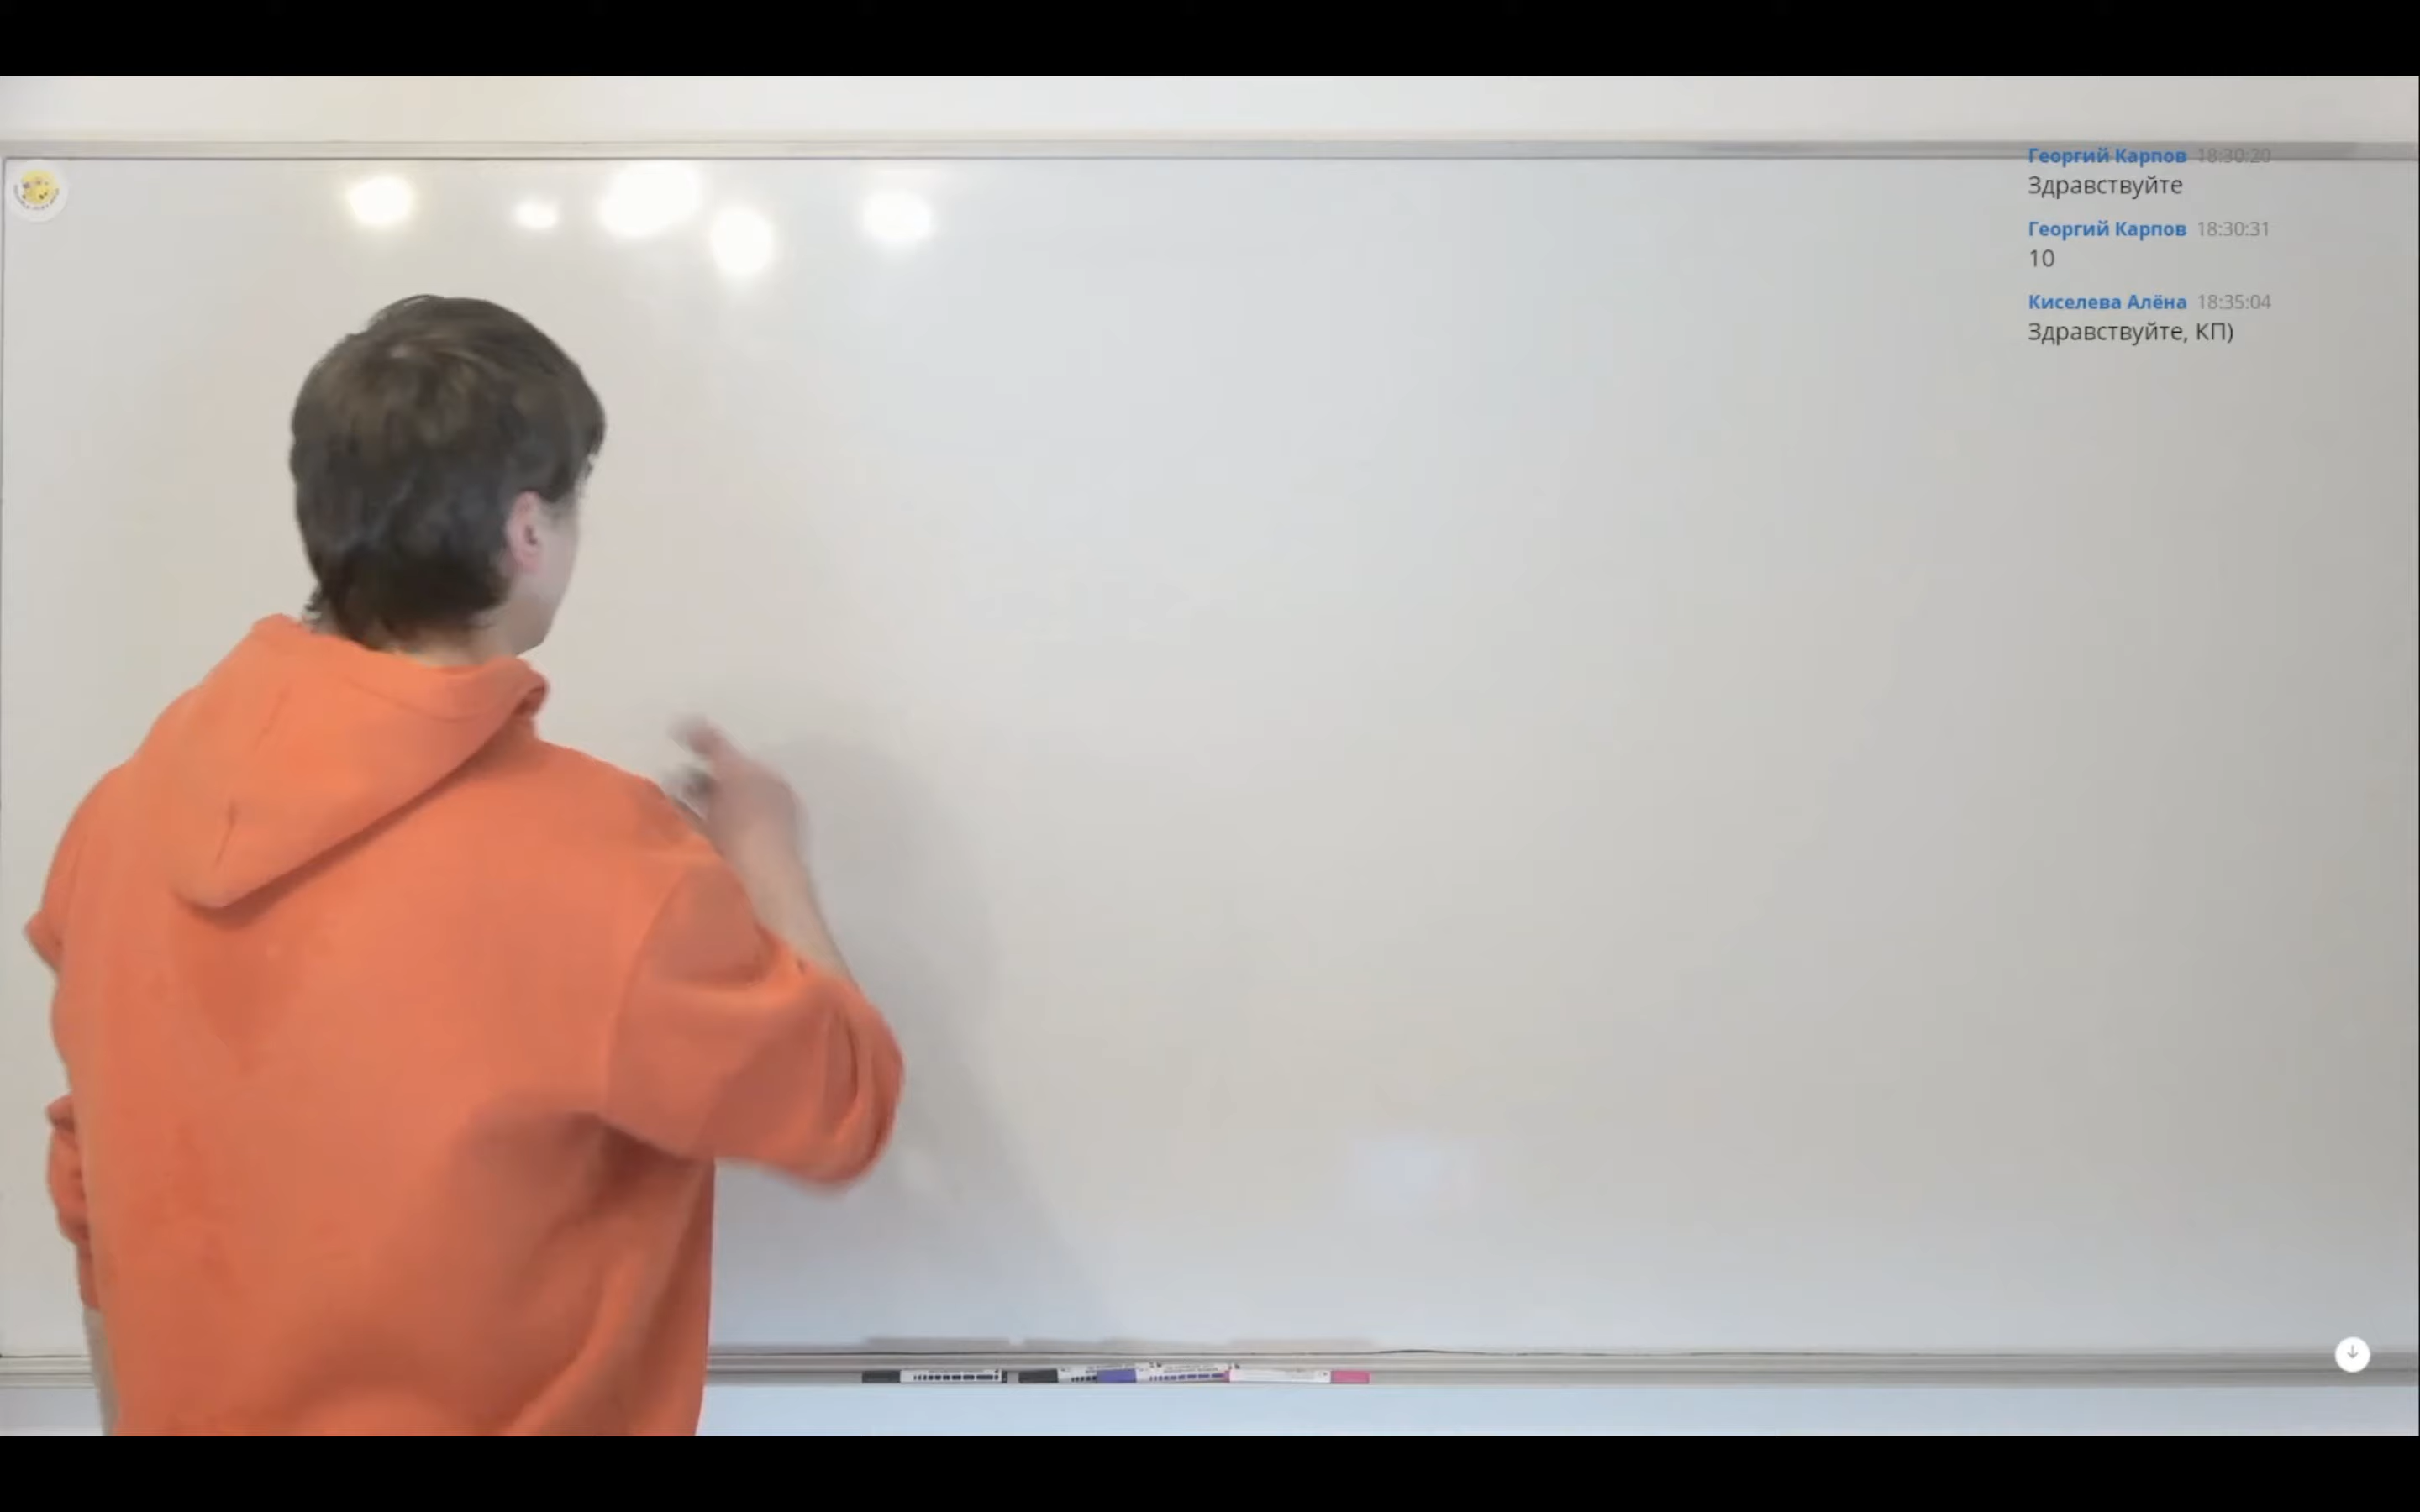 Георгий Карпов 18:30:20
Здравствуйте
Георгий Карпов 18:30:31
10
Киселева Алёна 18:35:04
Здравствуйте, КП)